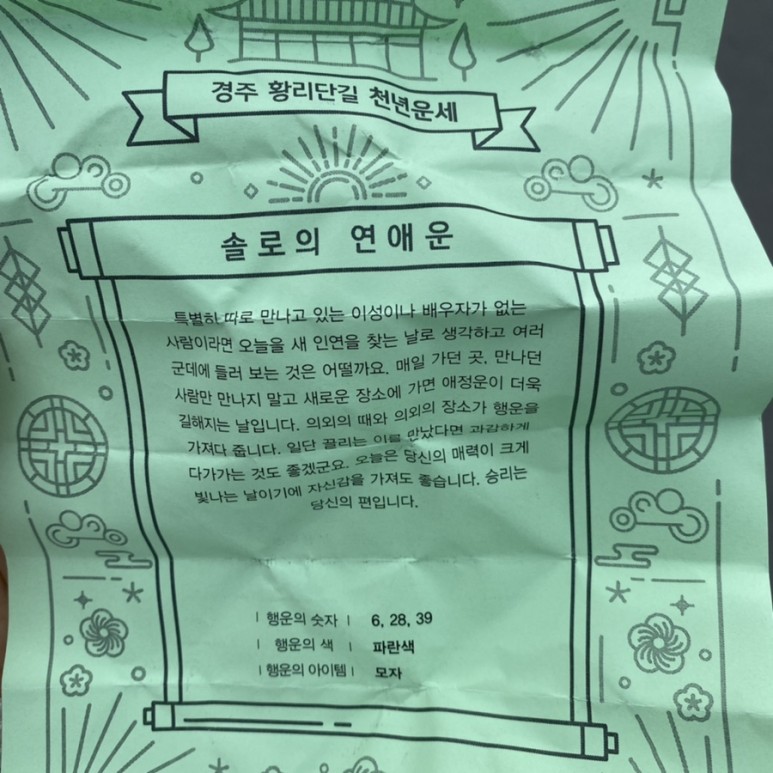 경주 황리단길 천년운세
솔로의 연애운
특별히 따로 만나고 있는 이성이나 배우자가 없는
사람이라면 오늘을 새 인연을 찾는 날로 생각하고 여러
군데에 들러 보는 것은 어떨까요. 매일 가던 곳, 만나던
사람만 만나지 말고 새로운 장소에 가면 애정운이 더욱
길해지는 날입니다. 의외의 때와 의외의 장소가 행운을
가져다 줍니다. 일단 끌리는 이를 만났다면 과감하게
다가가는 것도 좋겠군요. 오늘은 당신의 매력이 크게
빛나는 날이기에 자신감을 가져도 좋습니다. 승리는
당신의 편입니다.
| 행운의 숫자 | 6, 28, 39
| 행운의 색 | 파란색
| 행운의 아이템 | 모자